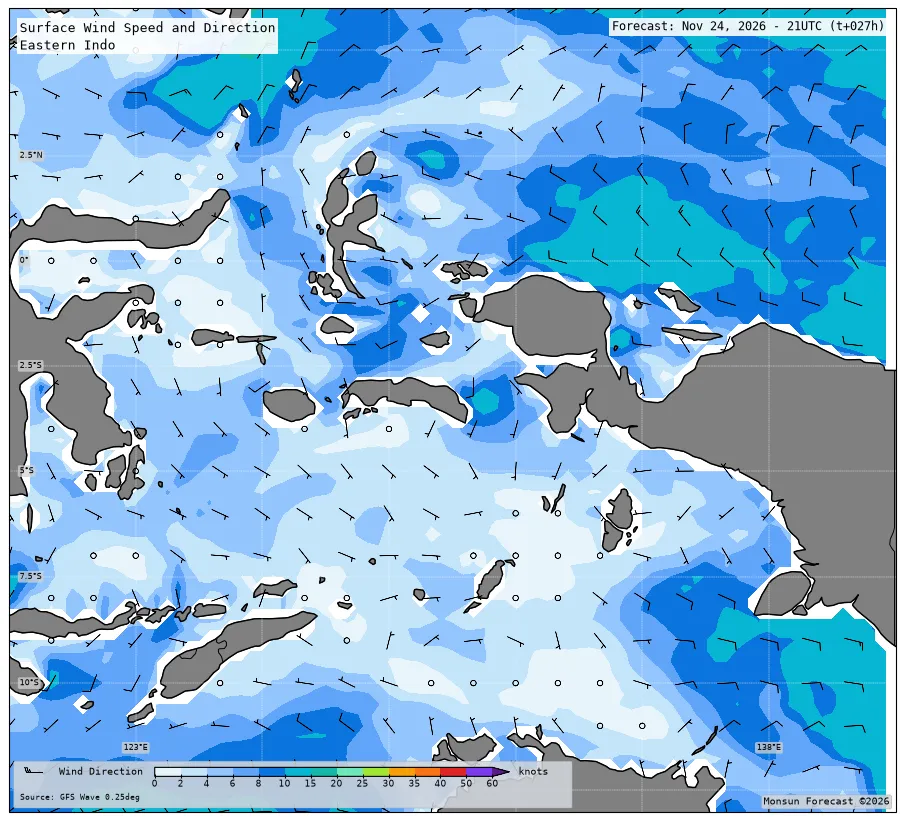 Surface Wind Speed and Direction
Eastern Indo
Forecast: Nov 24, 2026 - 21UTC (t+027h)
2.5°N
0°
2.5°S
5°S
7.5°S
10°S
123°E
138°E
Wind Direction
0 2 4 6 8 10 15 20 25 30 35 40 50 60
knots
Source: GFS Wave 0.25deg
Monsun Forecast ©2026